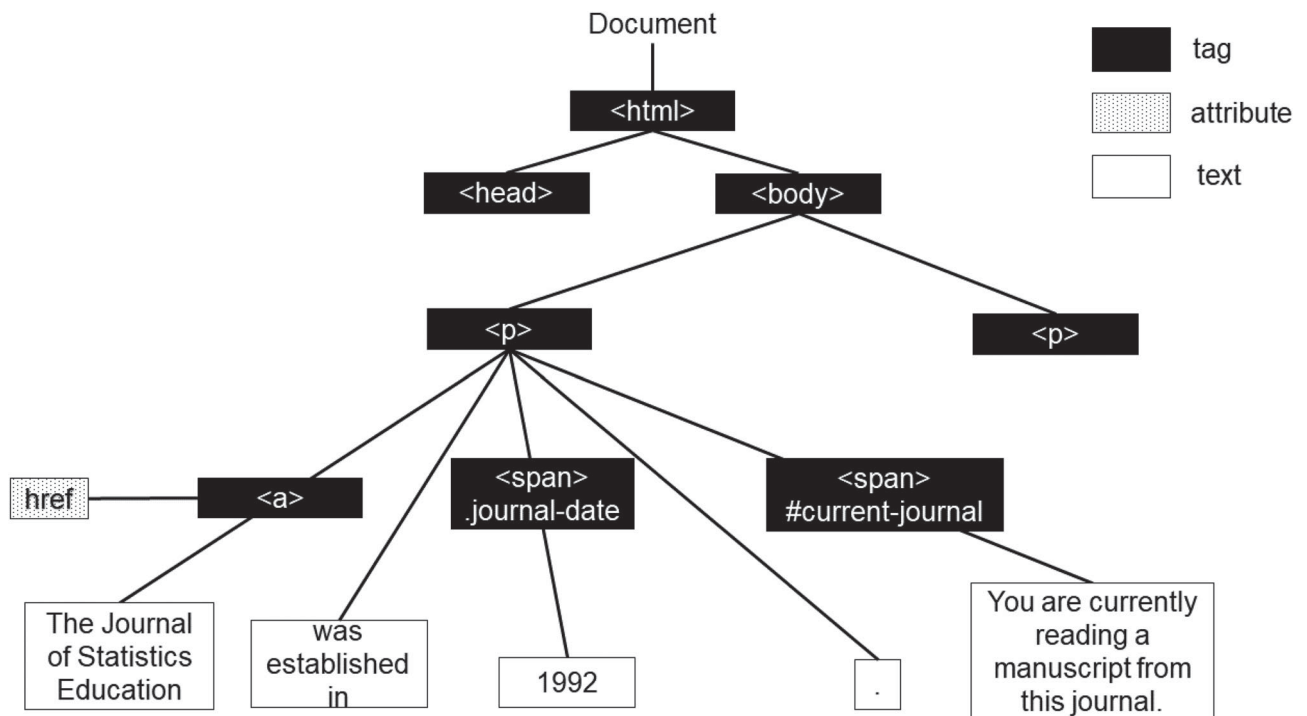 Document
tag
<html>
attribute
<head>
<body>
text
<p>
<p>
href
<a>
<span>
.journal-date
<span>
#current-journal
The Journal
of Statistics
Education
was
established
in
1992
.
You are currently
reading a
manuscript from
this journal.